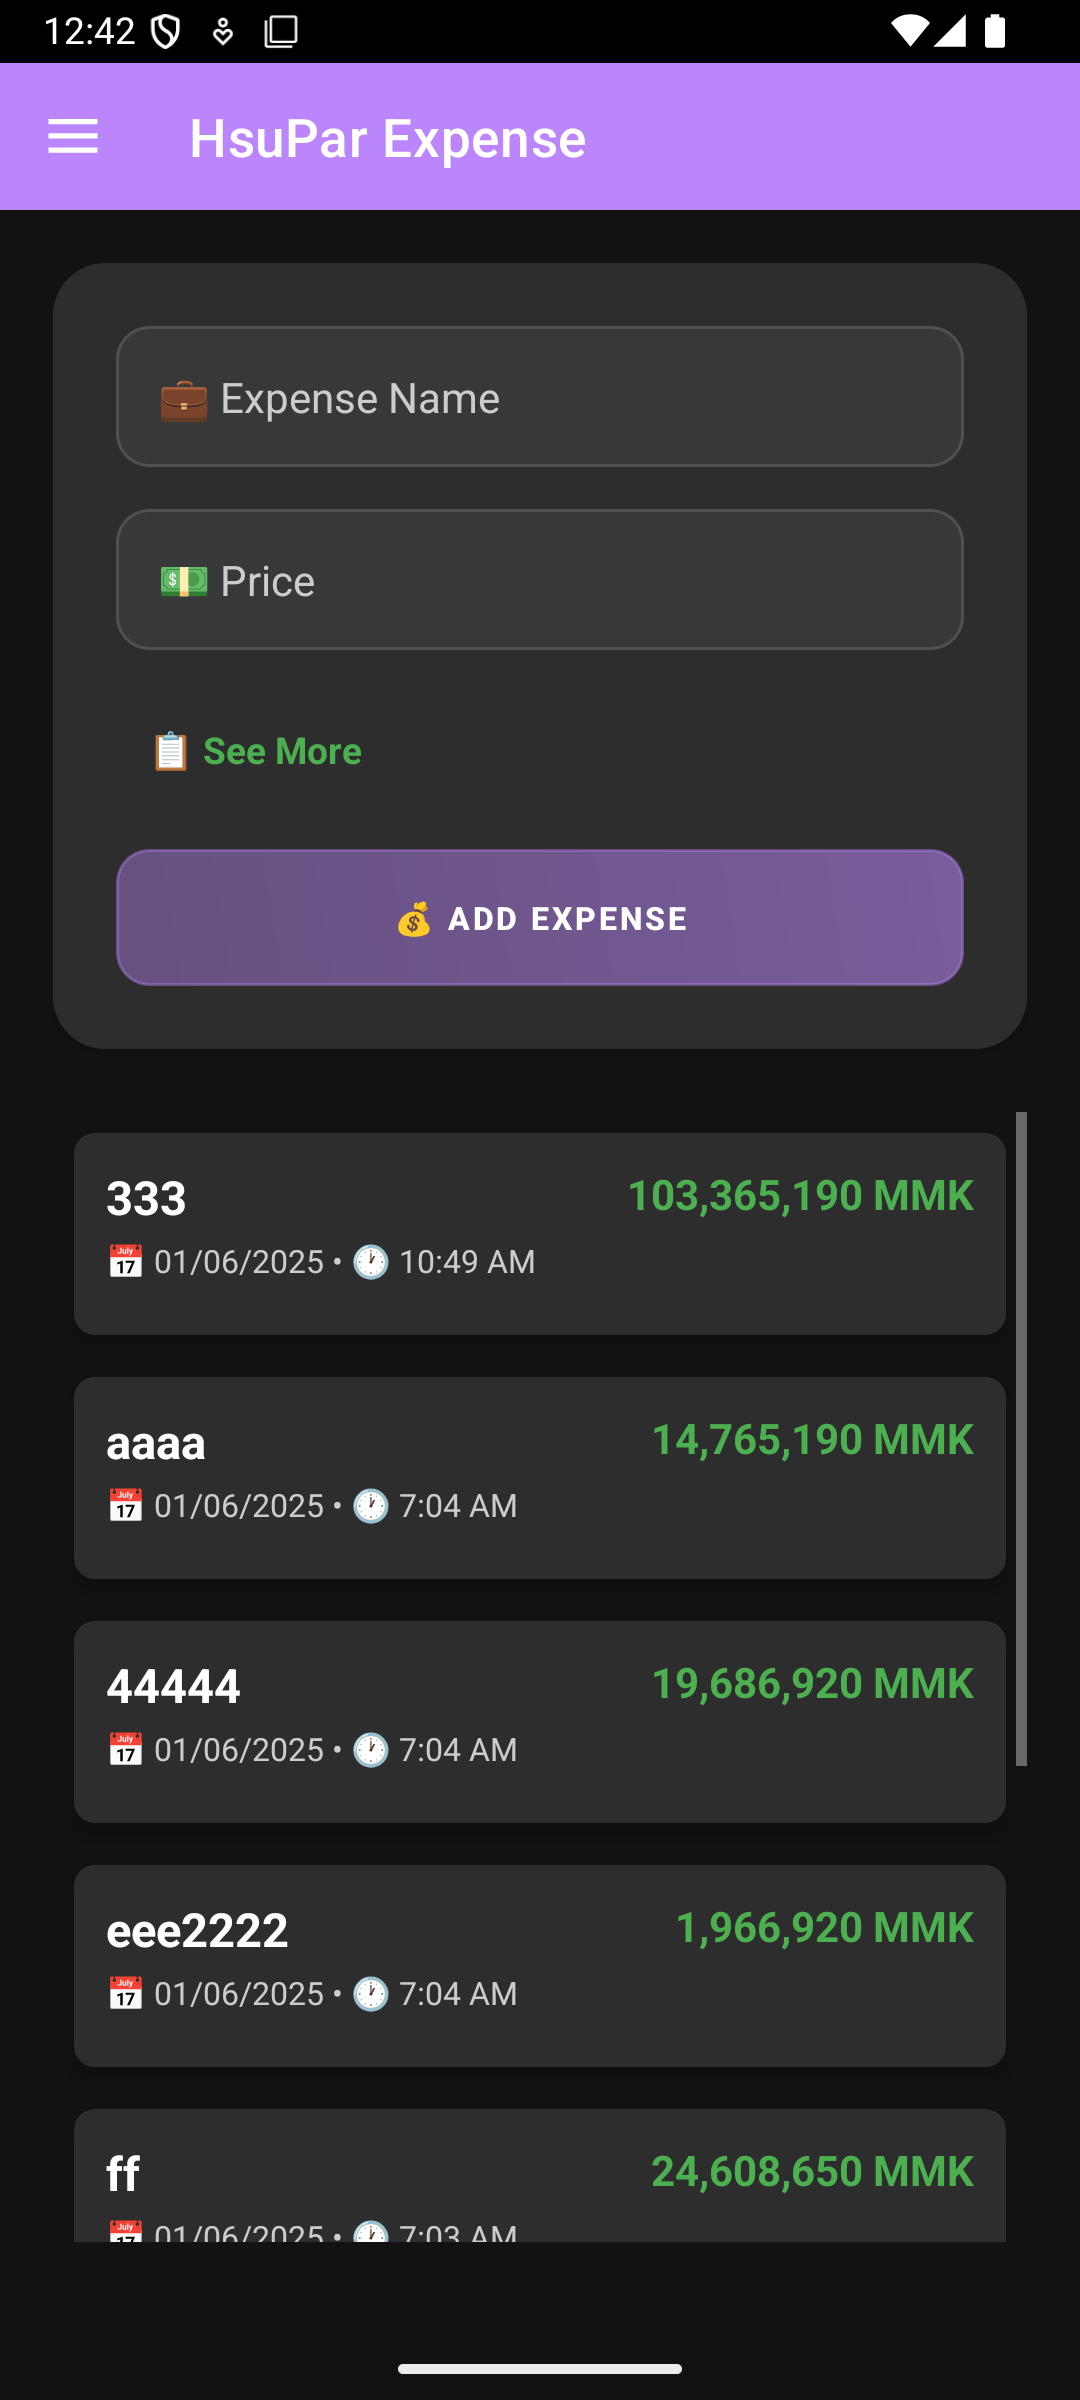 12:42
HsuPar Expense
💼 Expense Name
💵 Price
📋 See More
💰 ADD EXPENSE
333
103,365,190 MMK
📅 01/06/2025 • 🕐 10:49 AM
aaaa
14,765,190 MMK
📅 01/06/2025 • 🕐 7:04 AM
44444
19,686,920 MMK
📅 01/06/2025 • 🕐 7:04 AM
eee2222
1,966,920 MMK
📅 01/06/2025 • 🕐 7:04 AM
ff
24,608,650 MMK
📅 01/06/2025 • 🕐 7:03 AM